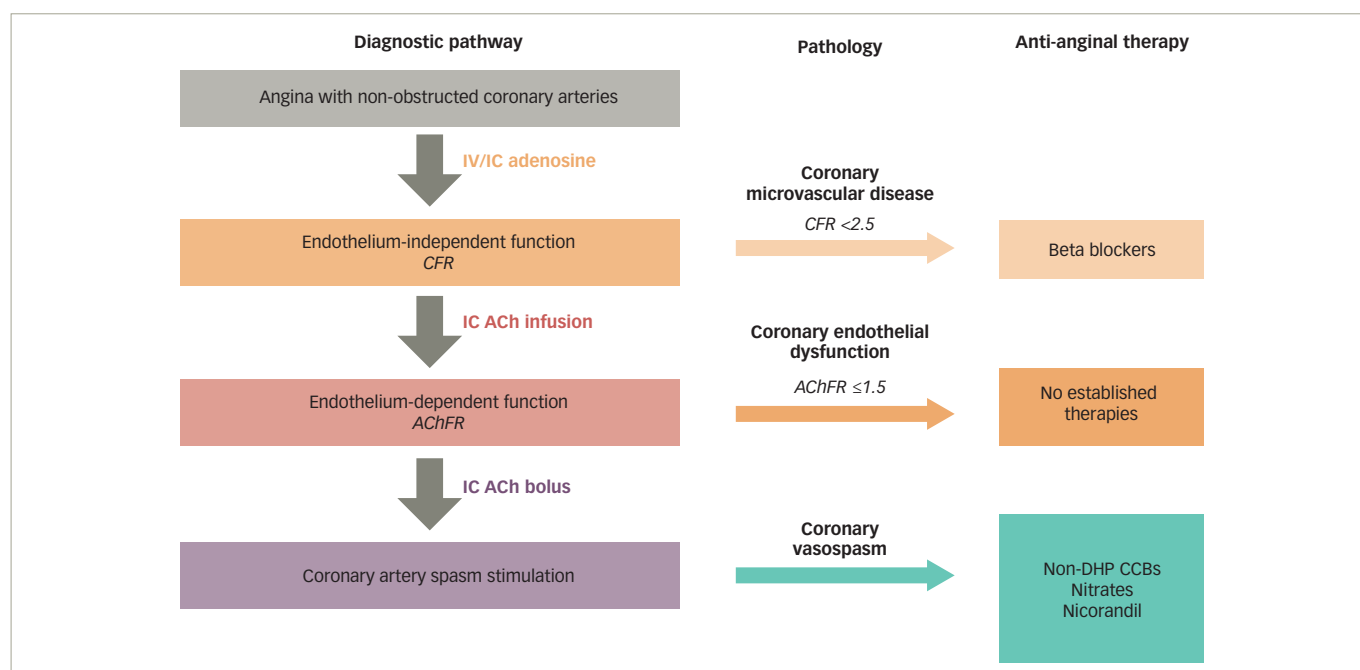 Diagnostic pathway
Pathology
Anti-anginal therapy
Angina with non-obstructed coronary arteries
IV/IC adenosine
Coronary
microvascular disease
CFR <2.5
Endothelium-independent function
CFR
Beta blockers
IC ACh infusion
Coronary endothelial
dysfunction
AChFR ≤1.5
Endothelium-dependent function
AChFR
No established
therapies
IC ACh bolus
Coronary
vasospasm
Coronary artery spasm stimulation
Non-DHP CCBs
Nitrates
Nicorandil